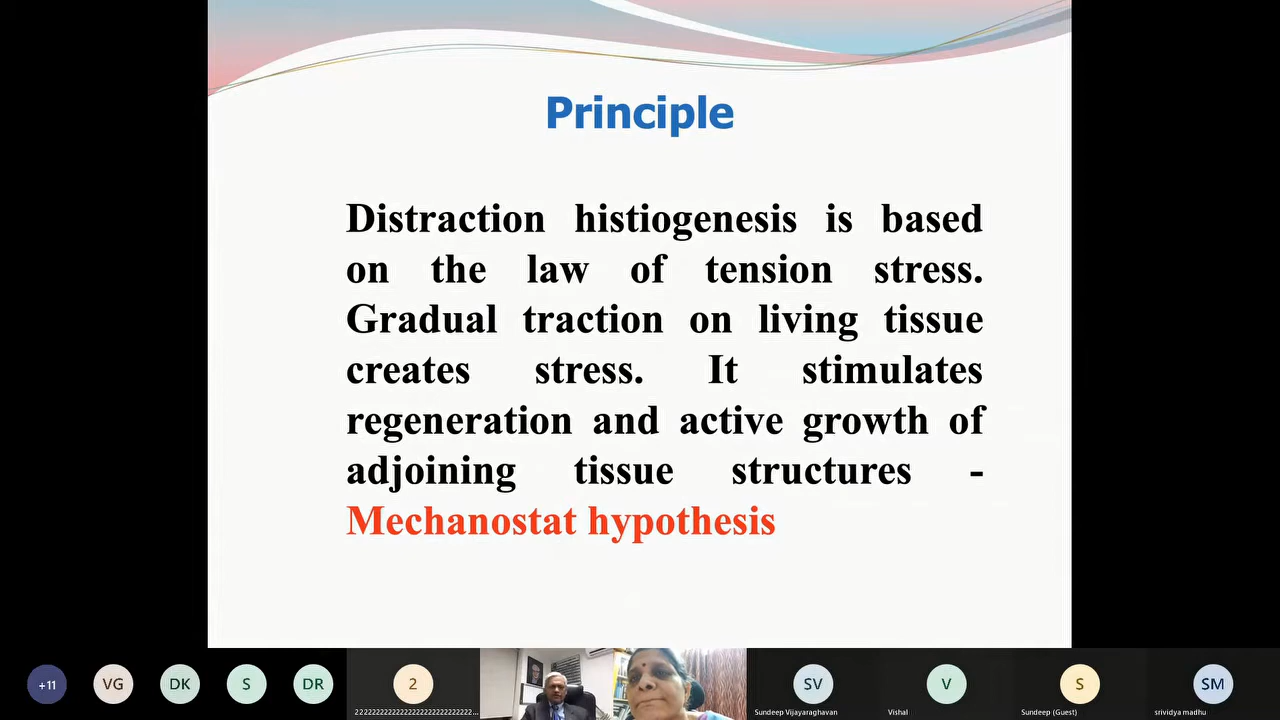 Principle
Distraction histiogenesis is based
on the law of tension stress.
Gradual traction on living tissue
creates stress. It stimulates
regeneration and active growth of
adjoining tissue structures -
Mechanostat hypothesis
+11
VG
DK
S
DR
2
SV
V
S
SM
Sundeep Vijayaraghavan
Vishal
Sundeep (Guest)
srividya madhu